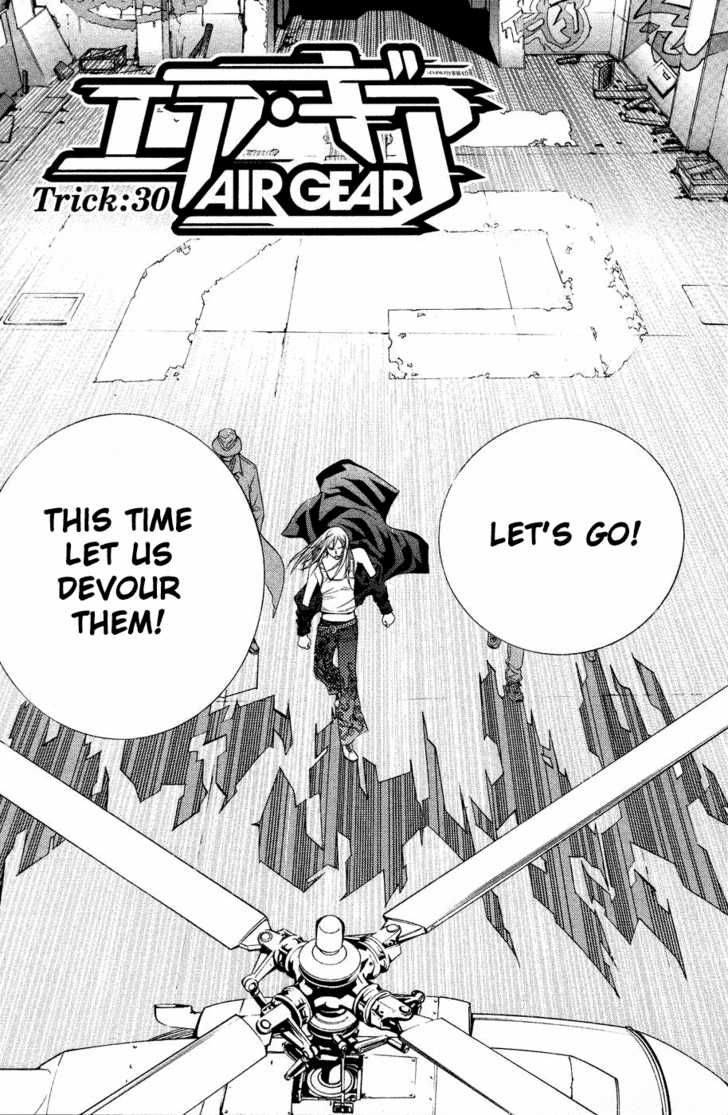 エア・ギア
Trick:30
AIR GEAR
LET'S GO!
THIS TIME
LET US
DEVOUR
THEM!